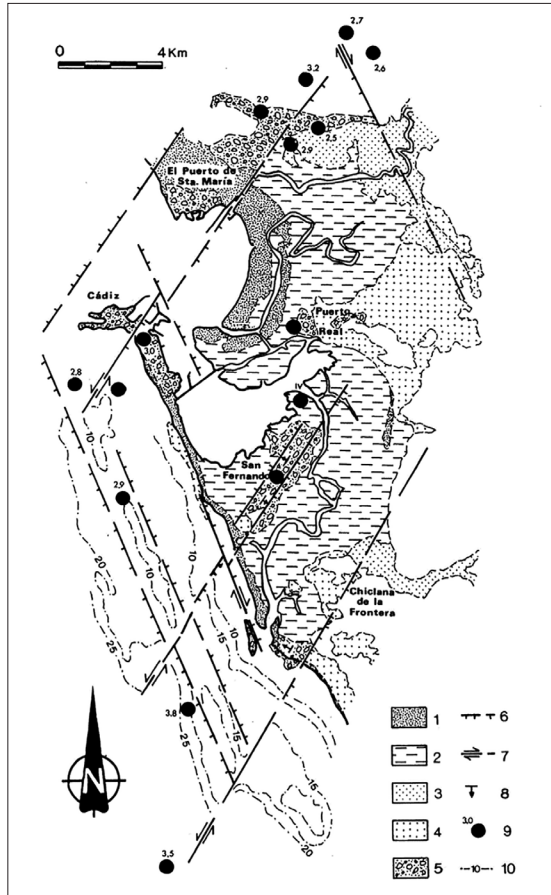 0 4 Km
2,7
2,6
3,2
2,9
2,5
2,9
El Puerto de
Sta. María
Cádiz
Puerto
Real
3,0
2,8
IV
10
San
Fernando
2,9
20
10
25
10
15
Chiclana
de la
Frontera
3.8
25
15
15
20
3,5
N
1 6
2 7
3 8
4 3.0 9
5 10 10